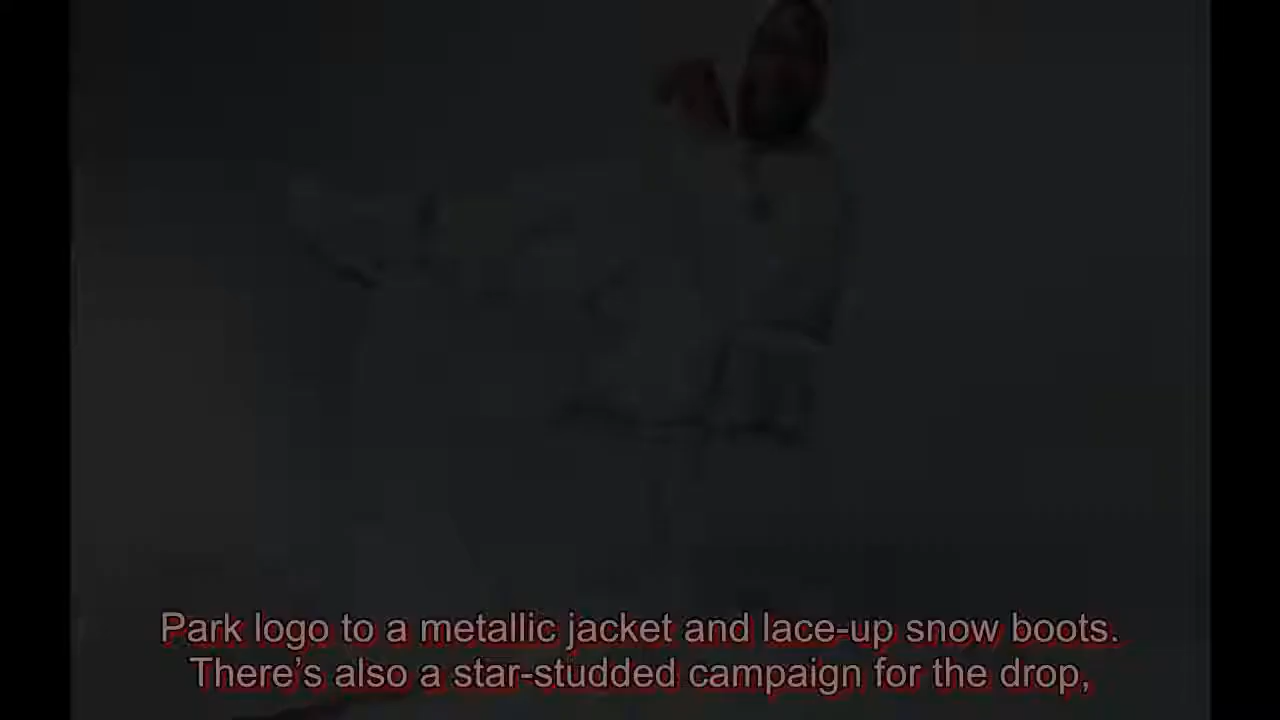 Park logo to a metallic jacket and lace-up snow boots.
There’s also a star-studded campaign for the drop,